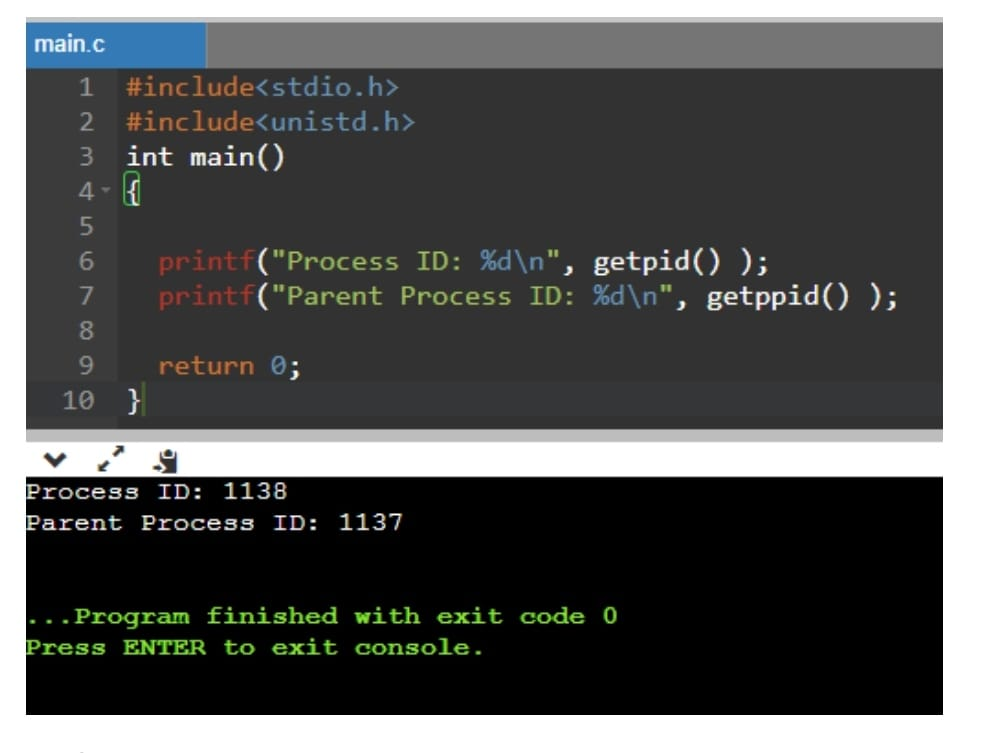 main.c
1 #include<stdio.h>
2 #include<unistd.h>
3 int main()
4 {
5
6 printf("Process ID: %d\n", getpid() );
7 printf("Parent Process ID: %d\n", getppid() );
8
9 return 0;
10 }
Process ID: 1138
Parent Process ID: 1137
...Program finished with exit code 0
Press ENTER to exit console.